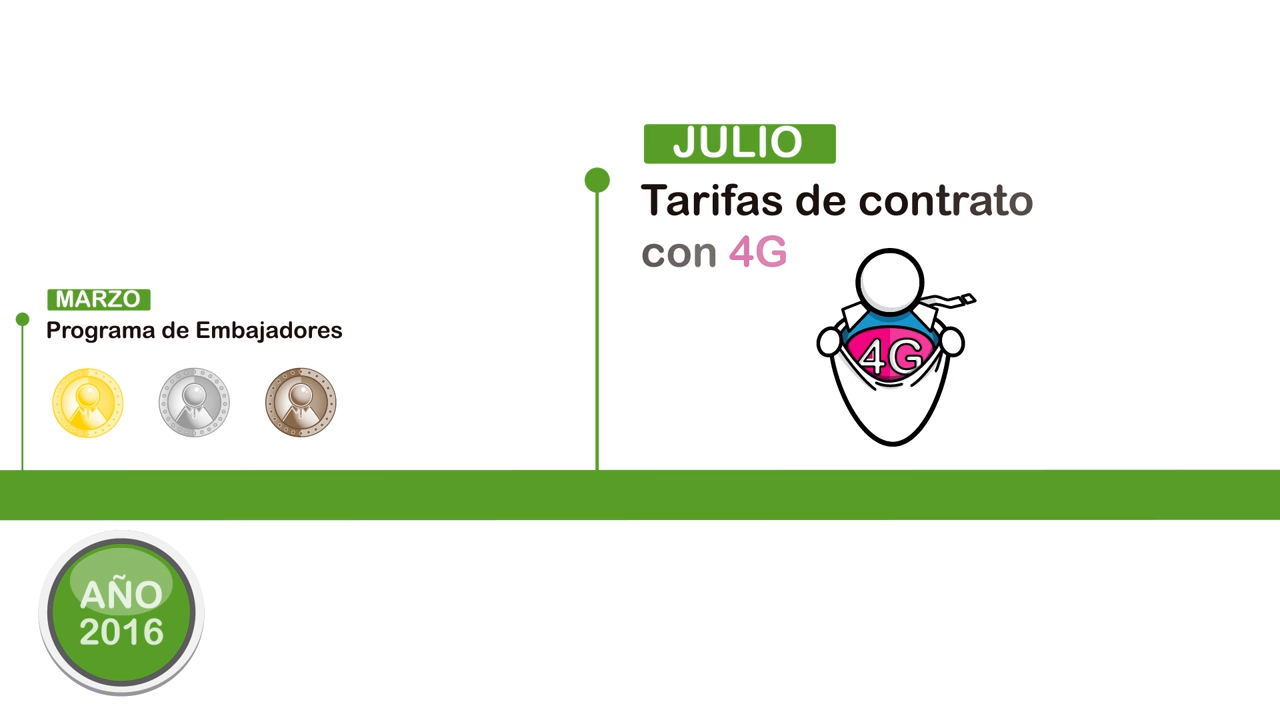 JULIO
Tarifas de contrato
con 4G
4G
MARZO
Programa de Embajadores
AÑO
2016